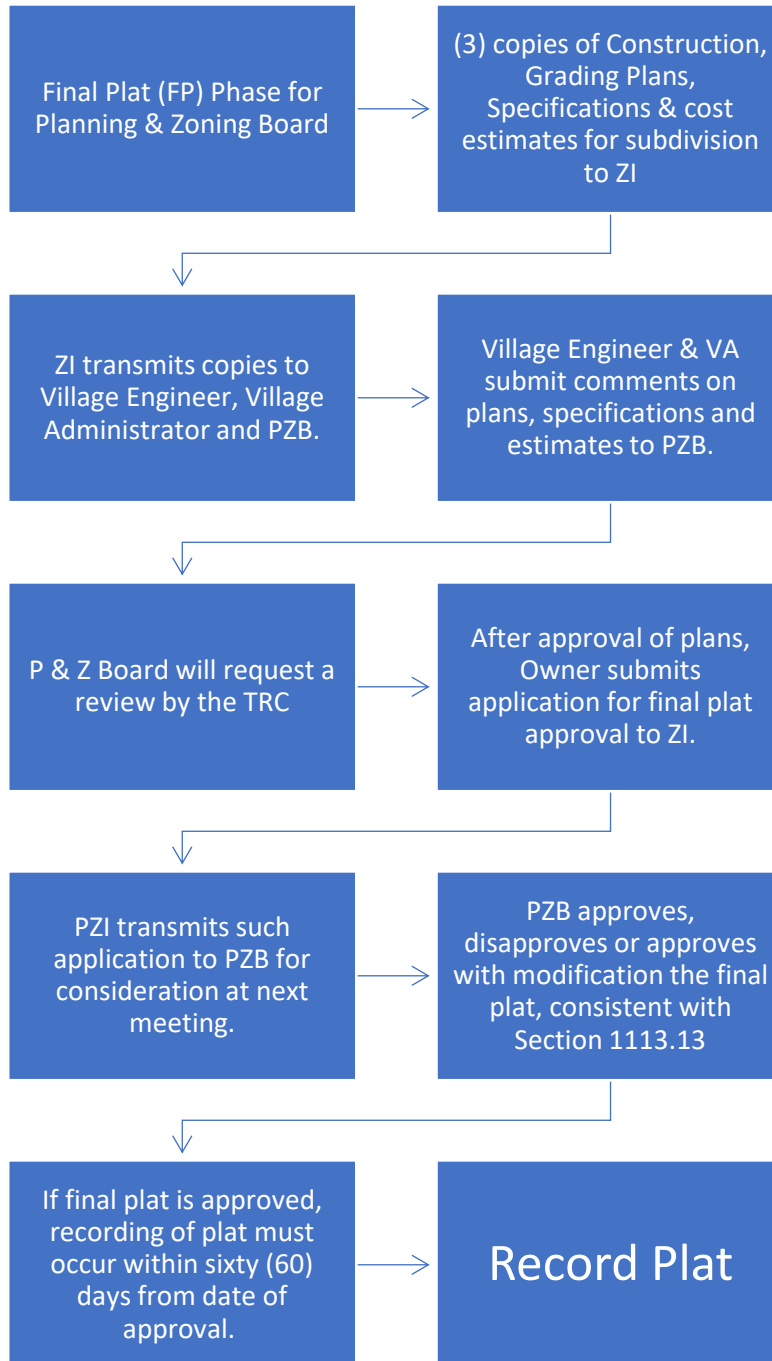 Final Plat (FP) Phase for
Planning & Zoning Board
(3) copies of Construction,
Grading Plans,
Specifications & cost
estimates for subdivision
to ZI
ZI transmits copies to
Village Engineer, Village
Administrator and PZB.
Village Engineer & VA
submit comments on
plans, specifications and
estimates to PZB.
P & Z Board will request a
review by the TRC
After approval of plans,
Owner submits
application for final plat
approval to ZI.
PZI transmits such
application to PZB for
consideration at next
meeting.
PZB approves,
disapproves or approves
with modification the final
plat, consistent with
Section 1113.13
If final plat is approved,
recording of plat must
occur within sixty (60)
days from date of
approval.
Record Plat